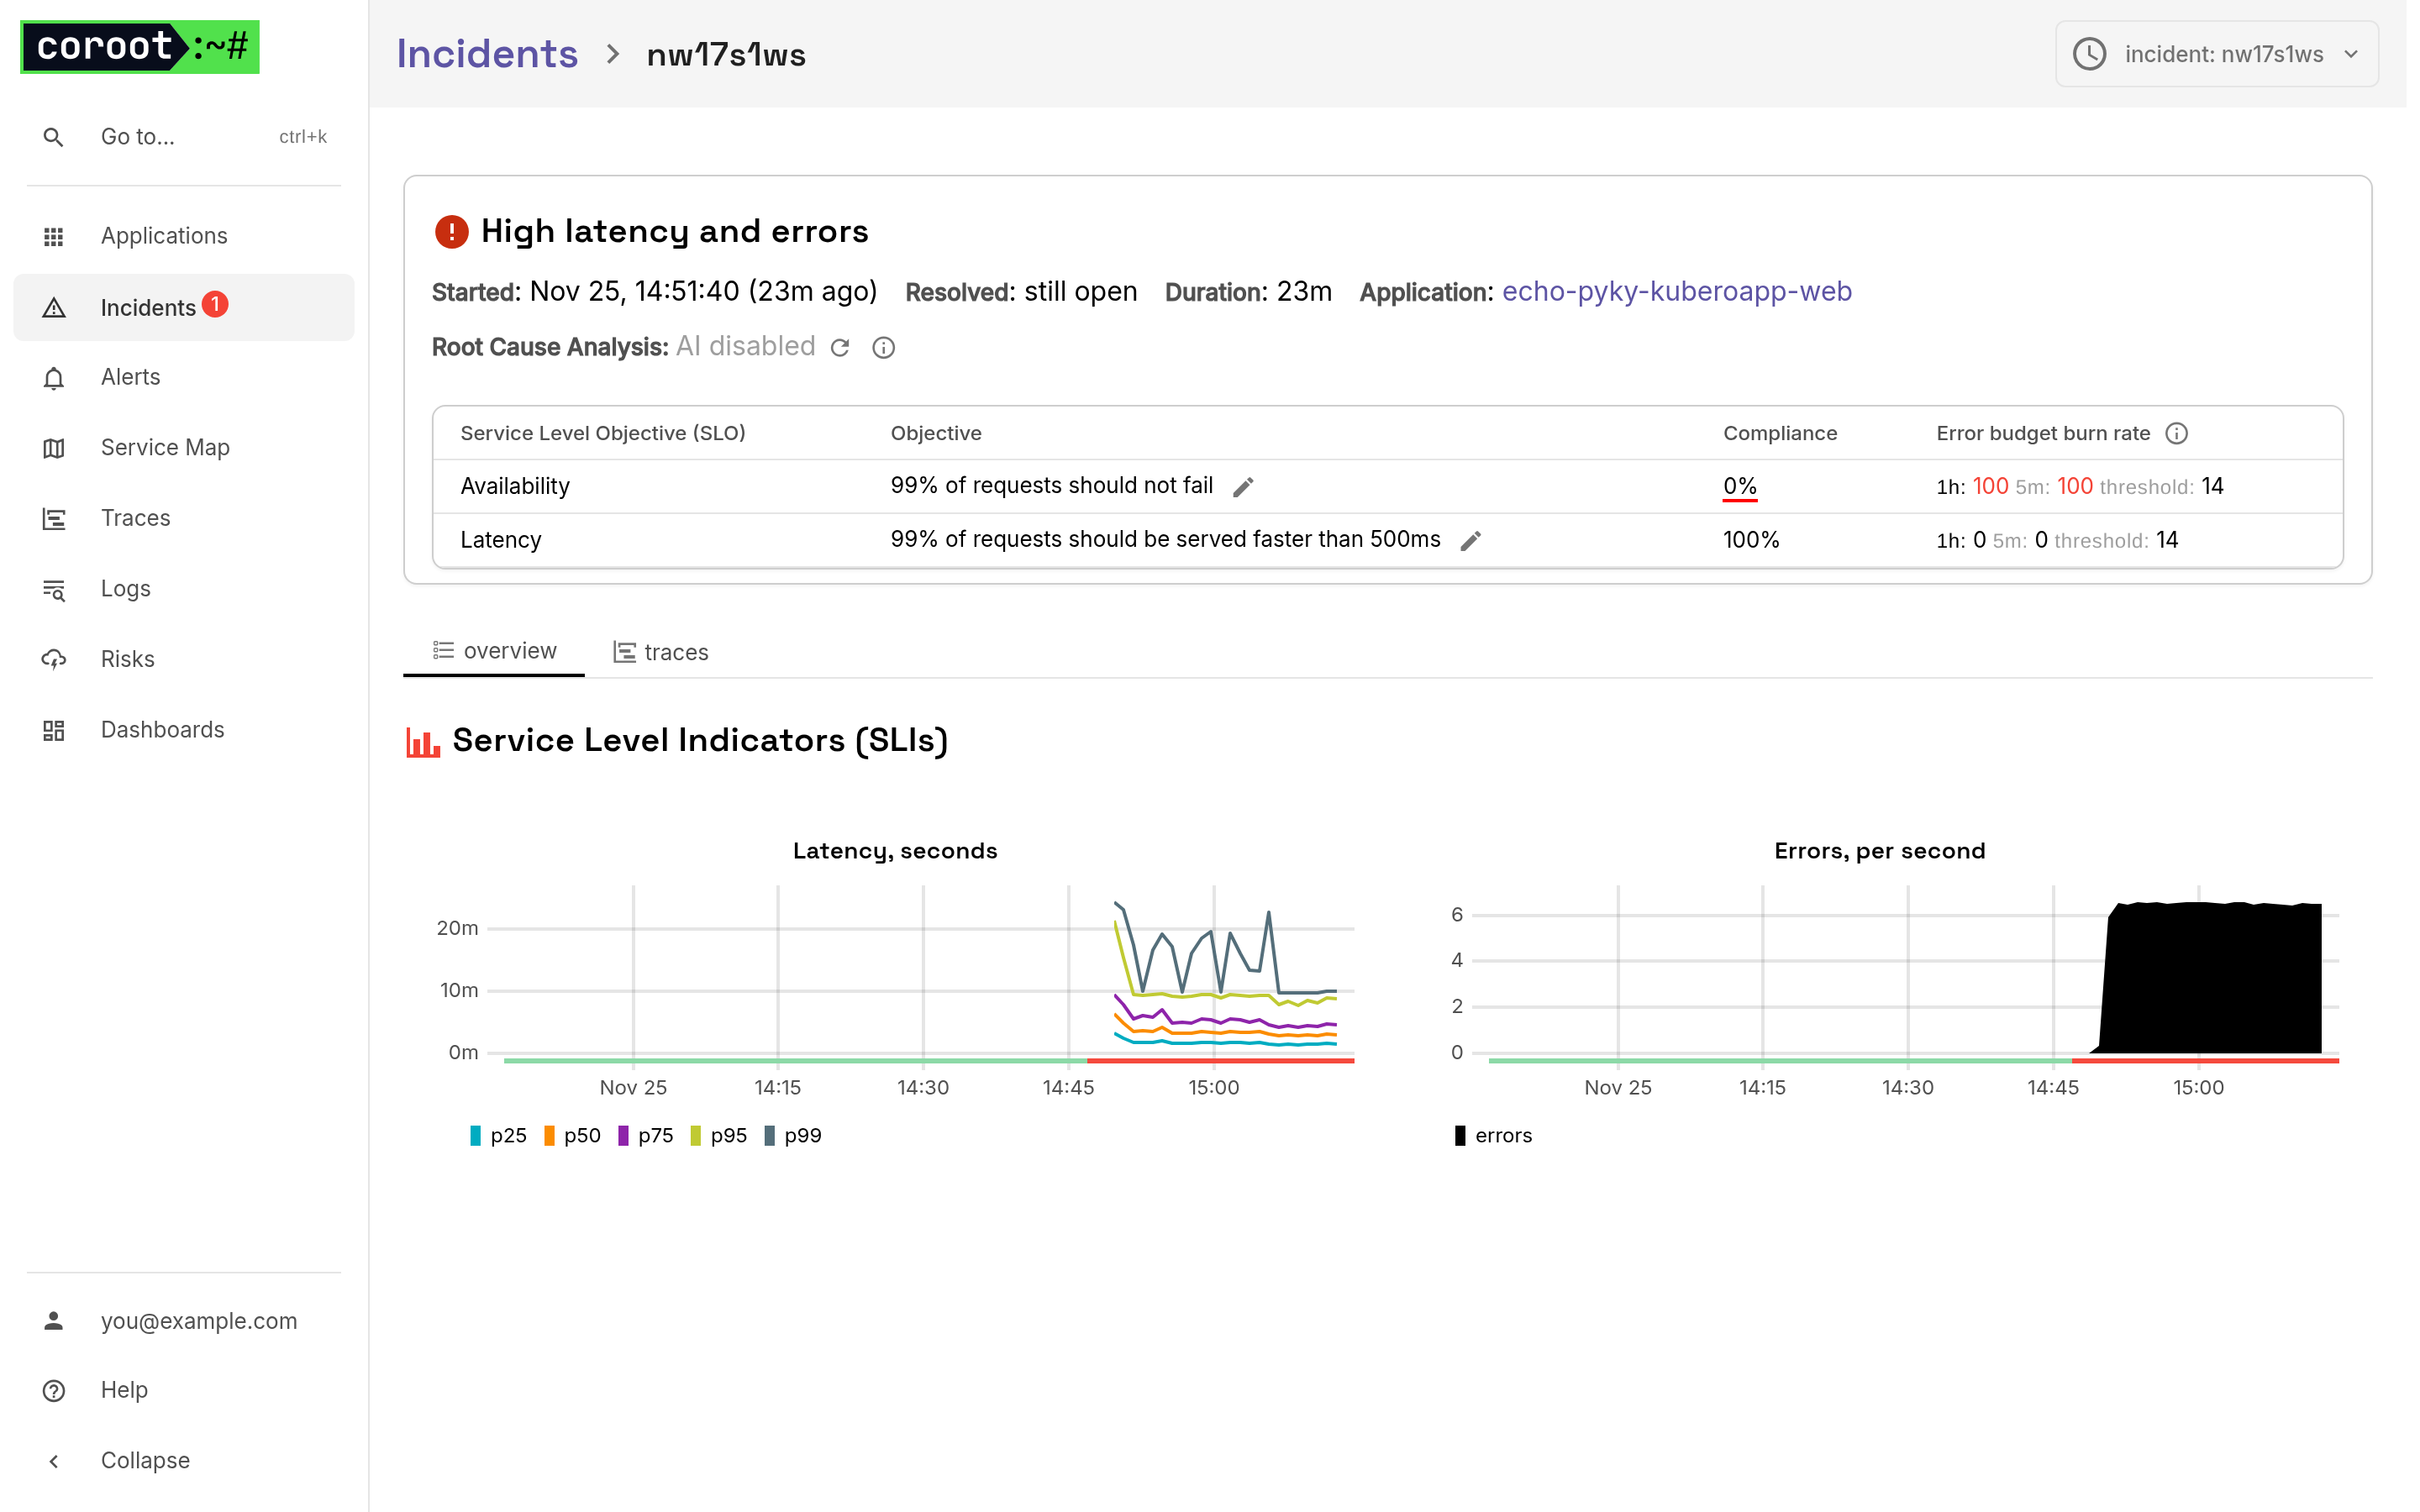 coroot:~#
Go to... ctrl+k
Applications
Incidents 1
Alerts
Service Map
Traces
Logs
Risks
Dashboards
you@example.com
Help
Collapse
Incidents > nw17s1ws
incident: nw17s1ws
High latency and errors
Started: Nov 25, 14:51:40 (23m ago) Resolved: still open Duration: 23m Application: echo-pyky-kuberoapp-web
Root Cause Analysis: AI disabled
Service Level Objective (SLO) Objective Compliance Error budget burn rate
Availability 99% of requests should not fail 0% 1h: 100 5m: 100 threshold: 14
Latency 99% of requests should be served faster than 500ms 100% 1h: 0 5m: 0 threshold: 14
overview traces
Service Level Indicators (SLIs)
Latency, seconds
20m
10m
0m
Nov 25 14:15 14:30 14:45 15:00
p25 p50 p75 p95 p99
Errors, per second
6
4
2
0
Nov 25 14:15 14:30 14:45 15:00
errors